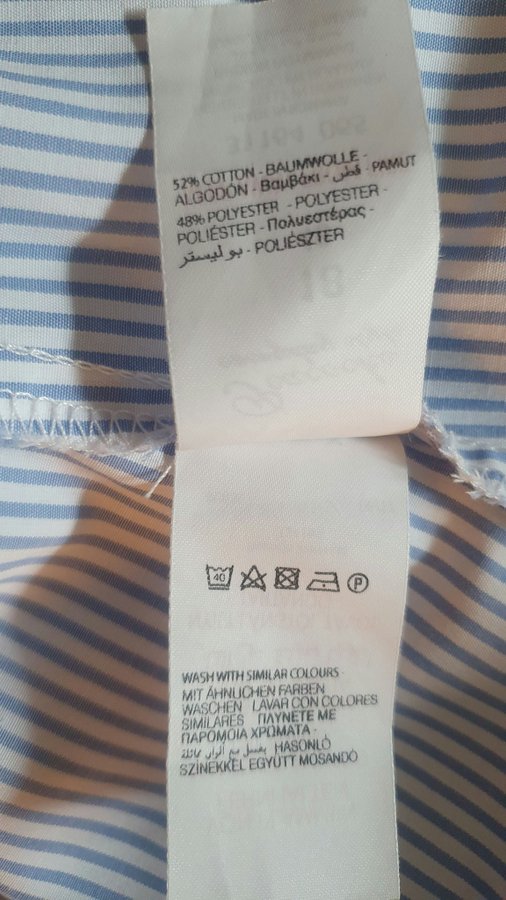 52% COTTON - BAUMWOLLE -
ALGODÓN - Βαμβάκι - قطن - PAMUT
48% POLYESTER - POLYESTER -
POLIÉSTER - Πολυεστέρας -
بوليستر - POLIÉSZTER
40
P
WASH WITH SIMILAR COLOURS -
MIT ÄHNLICHEN FARBEN
WASCHEN LAVAR CON COLORES
SIMILARES ΠΛΥΝΕΤΕ ΜΕ
ΠΑΡΟΜΟΙΑ ΧΡΩΜΑΤΑ -
يغسل مع ألوان مماثلة HASONLÓ
SZÍNEKKEL EGYÜTT MOSANDÓ